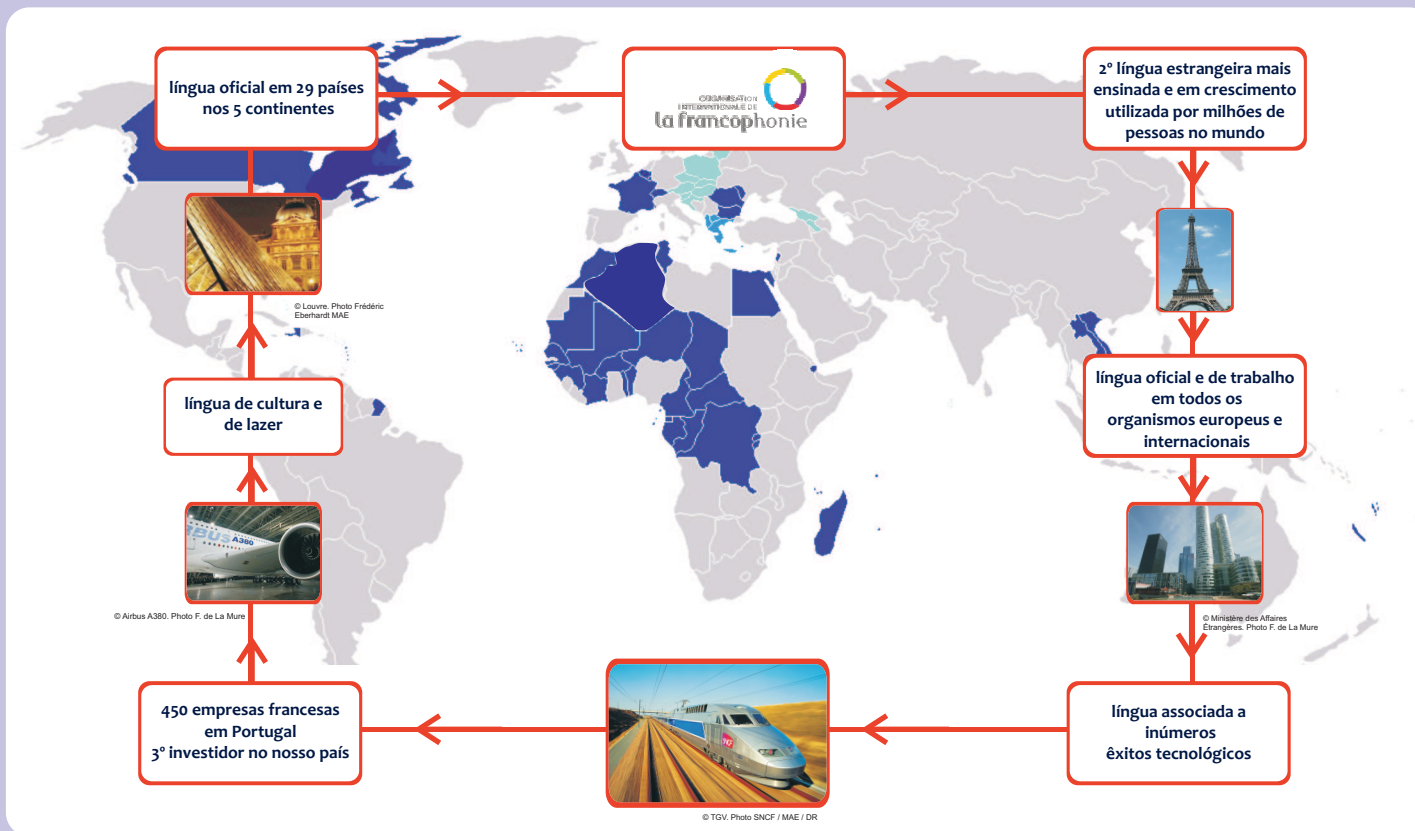 língua oficial em 29 países
nos 5 continentes
ORGANISATION
INTERNATIONALE DE
la francophonie
2º língua estrangeira mais
ensinada e em crescimento
utilizada por milhões de
pessoas no mundo
língua oficial e de trabalho
em todos os
organismos europeus e
internacionais
© Ministère des Affaires
Étrangères. Photo F. de La Mure
língua associada a
inúmeros
êxitos tecnológicos
SNCF
© TGV. Photo SNCF / MAE / DR
450 empresas francesas
em Portugal
3º investidor no nosso país
© Airbus A380. Photo F. de La Mure
RBUS A380
língua de cultura e
de lazer
© Louvre. Photo Frédéric
Eberhardt MAE